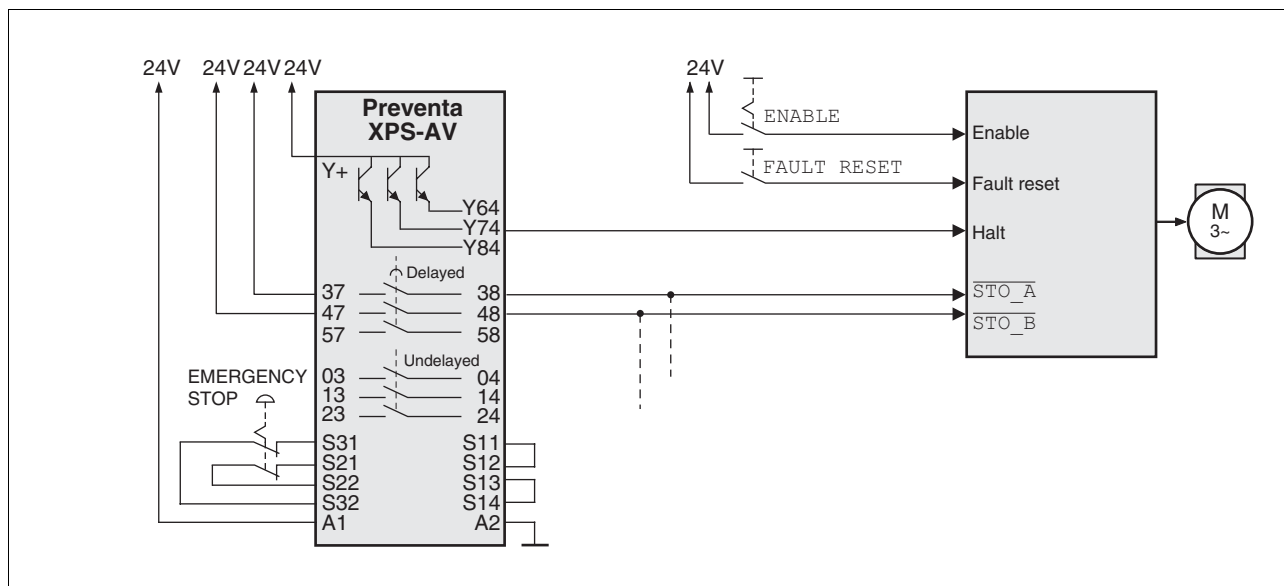 24V 24V 24V 24V
Preventa
XPS-AV
Y+
Y64
Y74
Y84
Delayed
37 38
47 48
57 58
Undelayed
03 04
13 14
23 24
EMERGENCY
STOP
S31 S11
S21 S12
S22 S13
S32 S14
A1 A2
24V
ENABLE
FAULT RESET
Enable
Fault reset
Halt
STO_A
STO_B
M
3~